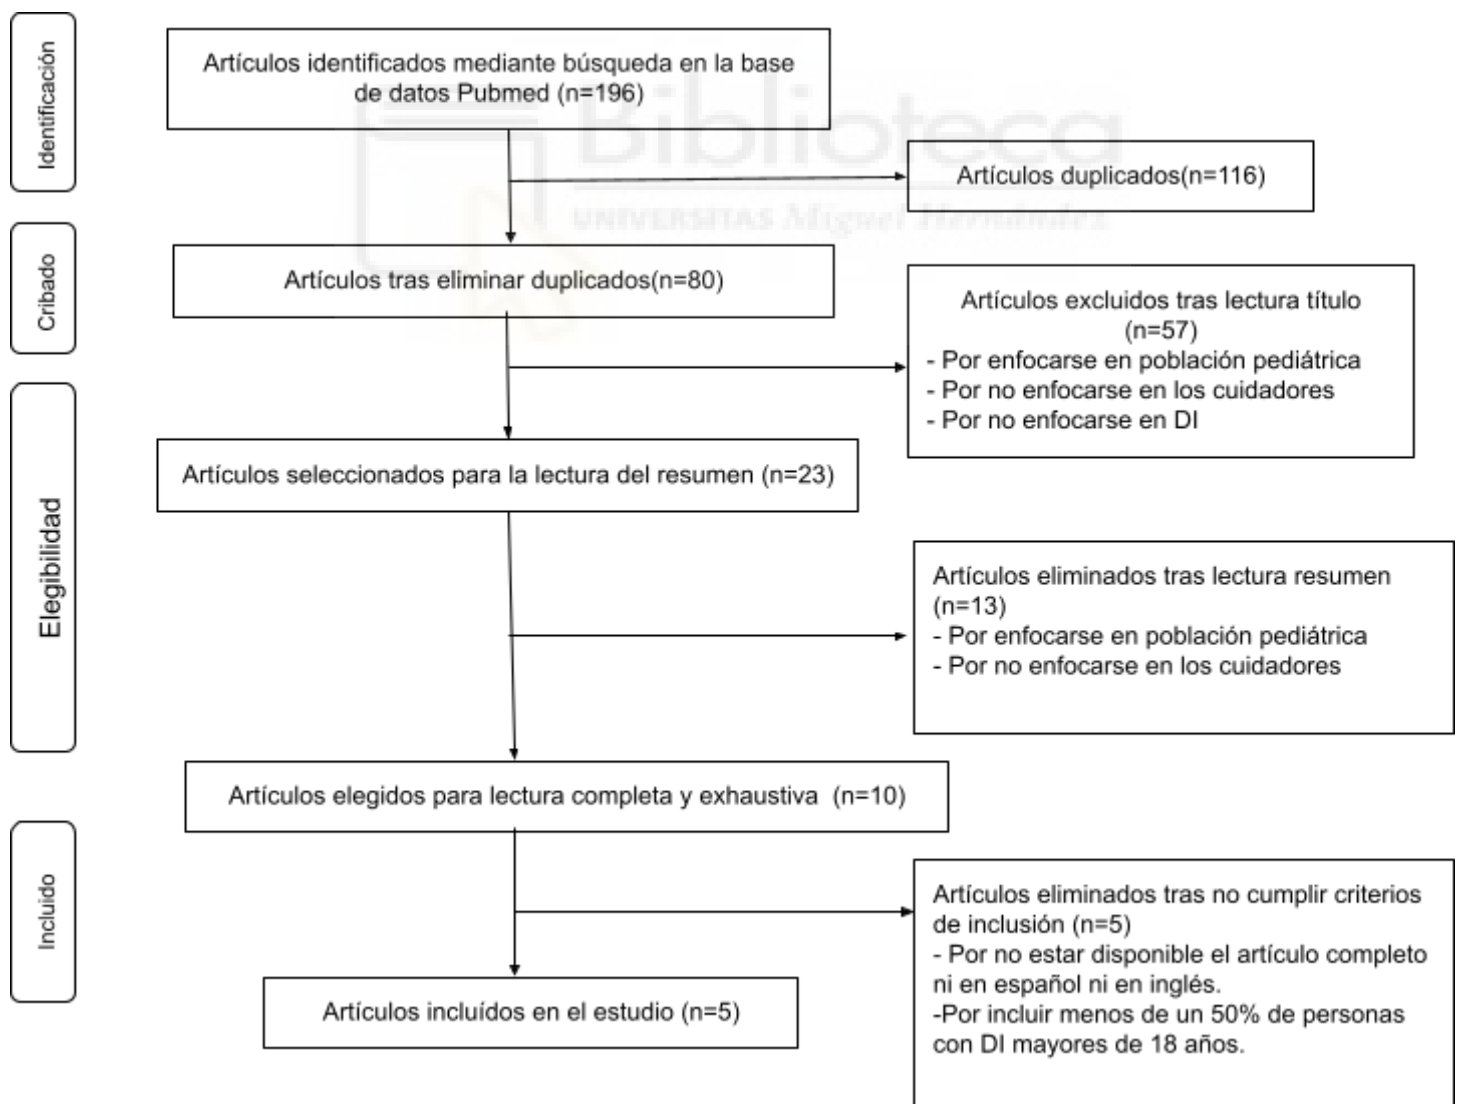 Identificación
Artículos identificados mediante búsqueda en la base
de datos Pubmed (n=196)
Biblioteca
UNIVERSITAS Miguel Hernández
Artículos duplicados(n=116)
Cribado
Artículos tras eliminar duplicados(n=80)
Artículos excluidos tras lectura título
(n=57)
- Por enfocarse en población pediátrica
- Por no enfocarse en los cuidadores
- Por no enfocarse en DI
Elegibilidad
Artículos seleccionados para la lectura del resumen (n=23)
Artículos eliminados tras lectura resumen
(n=13)
- Por enfocarse en población pediátrica
- Por no enfocarse en los cuidadores
Artículos elegidos para lectura completa y exhaustiva (n=10)
Incluido
Artículos eliminados tras no cumplir criterios
de inclusión (n=5)
- Por no estar disponible el artículo completo
ni en español ni en inglés.
-Por incluir menos de un 50% de personas
con DI mayores de 18 años.
Artículos incluídos en el estudio (n=5)